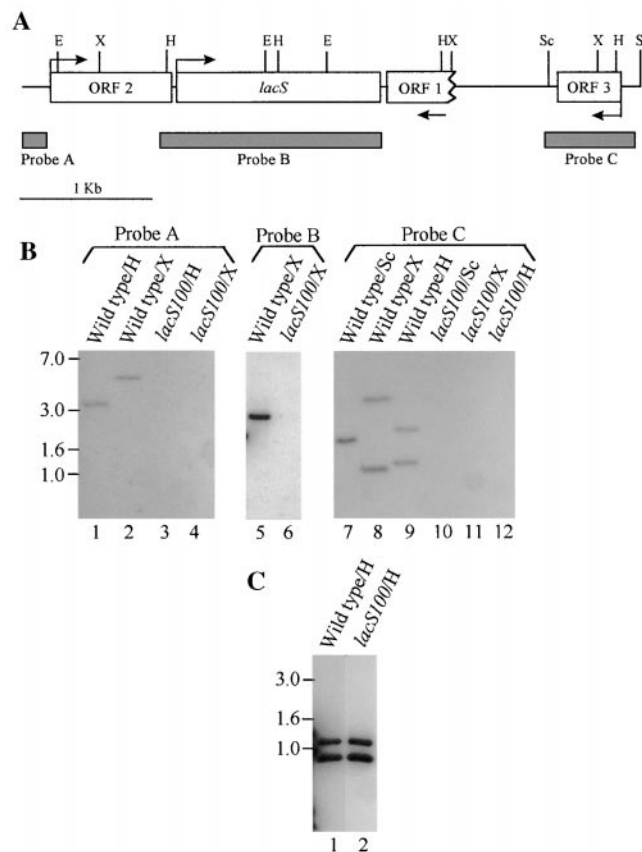 A
E X H E H E H X Sc X H S
ORF 2 lacS ORF 1 ORF 3
Probe A Probe B Probe C
1 Kb
B
Probe A Probe B Probe C
Wild type/H
Wild type/X
lacS100/H
lacS100/X
Wild type/X
lacS100/X
Wild type/Sc
Wild type/X
Wild type/H
lacS100/Sc
lacS100/X
lacS100/H
7.0
3.0
1.6
1.0
1 2 3 4 5 6 7 8 9 10 11 12
C
Wild type/H
lacS100/H
3.0
1.6
1.0
1 2